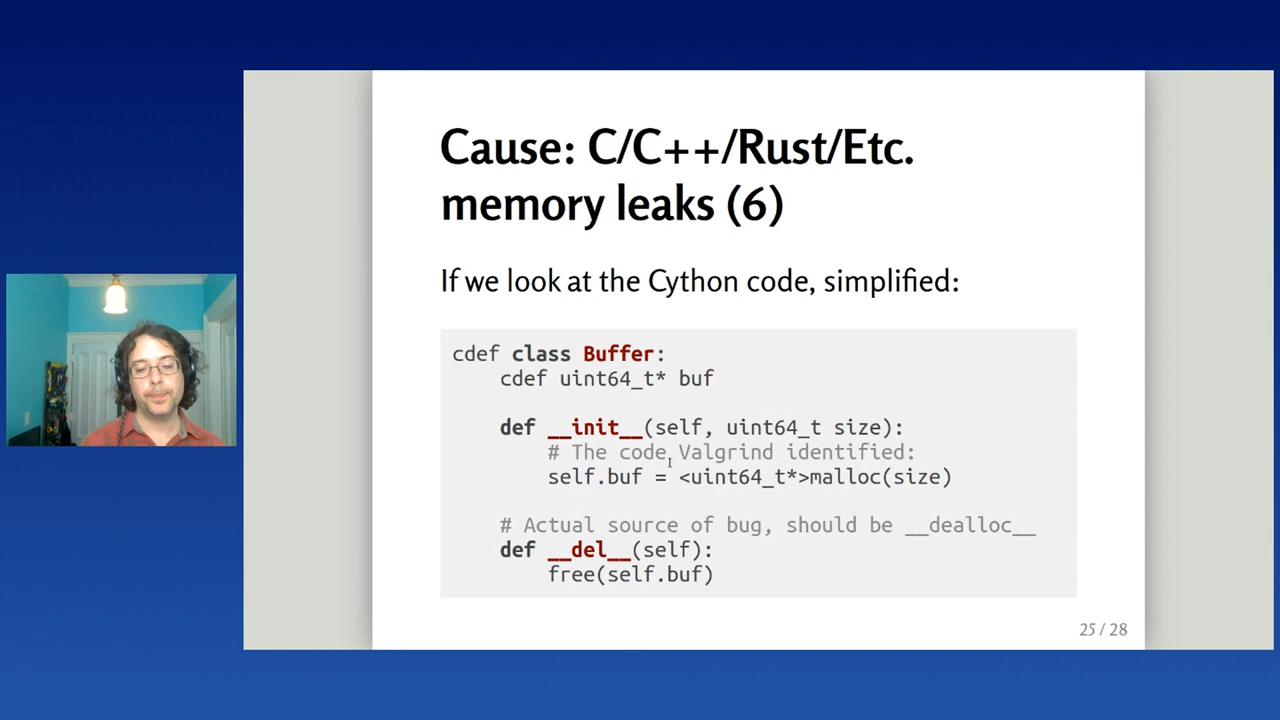 Cause: C/C++/Rust/Etc.
memory leaks (6)
If we look at the Cython code, simplified:
cdef class Buffer:
    cdef uint64_t* buf
    def __init__(self, uint64_t size):
        # The code Valgrind identified:
        self.buf = <uint64_t*>malloc(size)
    # Actual source of bug, should be __dealloc__
    def __del__(self):
        free(self.buf)
25 / 28